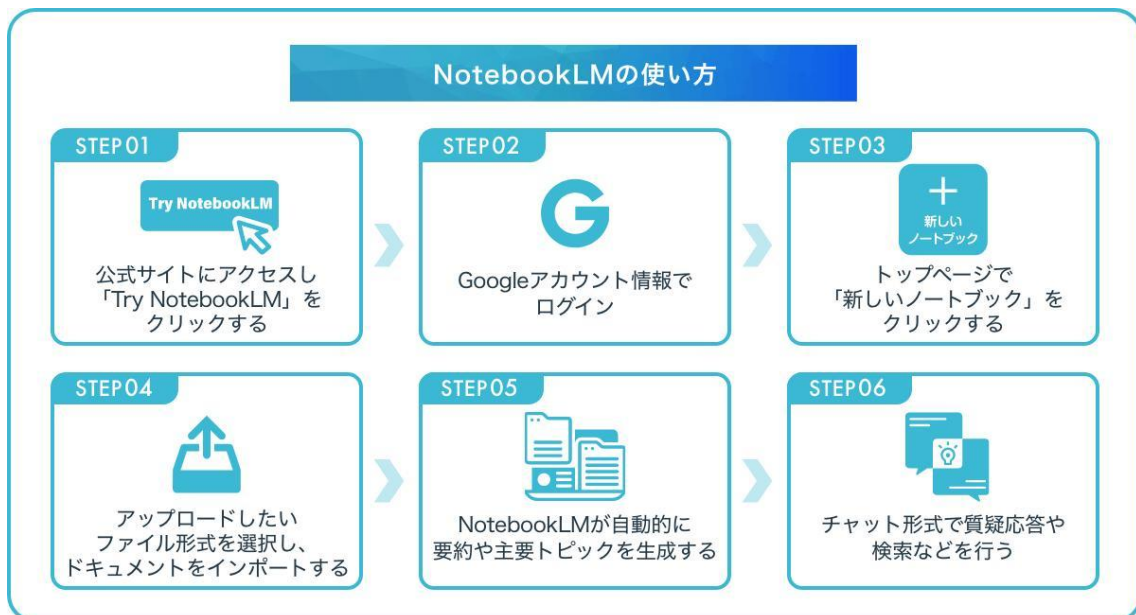 NotebookLMの使い方
STEP01
Try NotebookLM
公式サイトにアクセスし
「Try NotebookLM」を
クリックする
STEP02
Googleアカウント情報で
ログイン
STEP03
新しい
ノートブック
トップページで
「新しいノートブック」を
クリックする
STEP04
アップロードしたい
ファイル形式を選択し、
ドキュメントをインポートする
STEP05
NotebookLMが自動的に
要約や主要トピックを生成する
STEP06
チャット形式で質疑応答や
検索などを行う